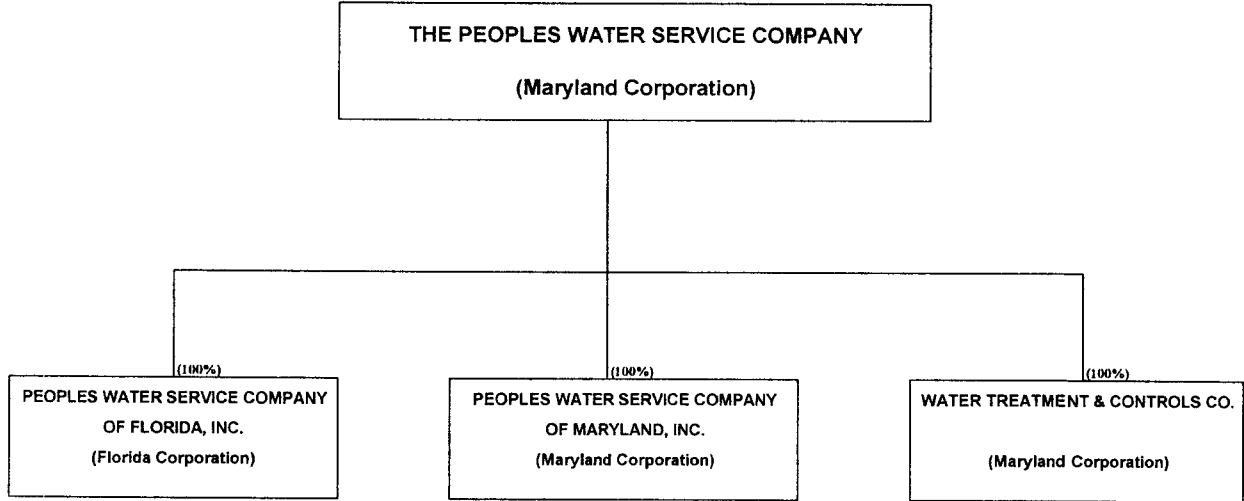 THE PEOPLES WATER SERVICE COMPANY
(Maryland Corporation)
(100%)
PEOPLES WATER SERVICE COMPANY
OF FLORIDA, INC.
(Florida Corporation)
(100%)
PEOPLES WATER SERVICE COMPANY
OF MARYLAND, INC.
(Maryland Corporation)
(100%)
WATER TREATMENT & CONTROLS CO.
(Maryland Corporation)